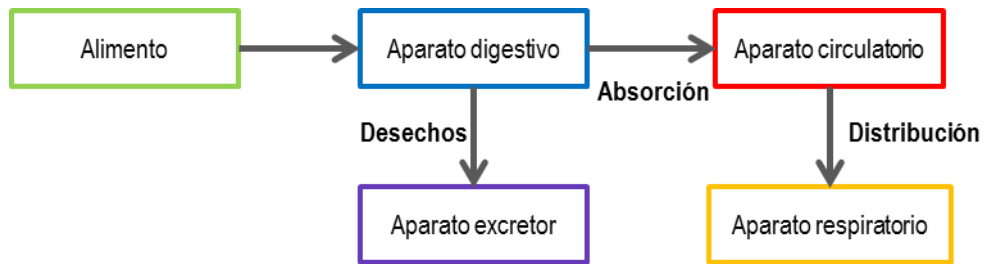 Alimento
Aparato digestivo
Aparato circulatorio
Absorción
Desechos
Distribución
Aparato excretor
Aparato respiratorio